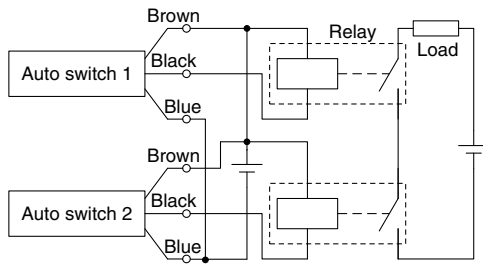 Brown
Relay
Load
Auto switch 1
Black
Blue
Brown
Auto switch 2
Black
Blue